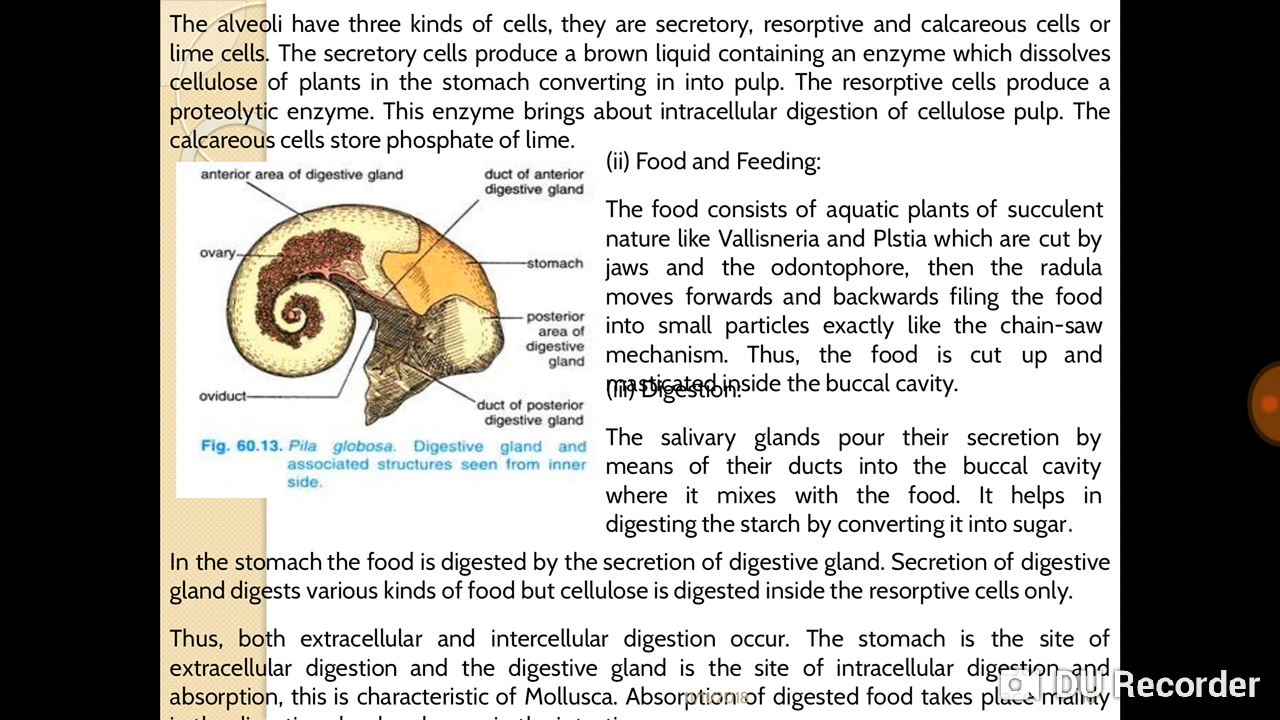 The alveoli have three kinds of cells, they are secretory, resorptive and calcareous cells or
lime cells. The secretory cells produce a brown liquid containing an enzyme which dissolves
cellulose of plants in the stomach converting in into pulp. The resorptive cells produce a
proteolytic enzyme. This enzyme brings about intracellular digestion of cellulose pulp. The
calcareous cells store phosphate of lime.
anterior area of digestive gland
duct of anterior
digestive gland
ovary
stomach
posterior
area of
digestive
gland
oviduct
duct of posterior
digestive gland
Fig. 60.13. Pila globosa. Digestive gland and
associated structures seen from inner
side.
(ii) Food and Feeding:
The food consists of aquatic plants of succulent
nature like Vallisneria and Plstia which are cut by
jaws and the odontophore, then the radula
moves forwards and backwards filing the food
into small particles exactly like the chain-saw
mechanism. Thus, the food is cut up and
masticated inside the buccal cavity.
(iii) Digestion:
The salivary glands pour their secretion by
means of their ducts into the buccal cavity
where it mixes with the food. It helps in
digesting the starch by converting it into sugar.
In the stomach the food is digested by the secretion of digestive gland. Secretion of digestive
gland digests various kinds of food but cellulose is digested inside the resorptive cells only.
Thus, both extracellular and intercellular digestion occur. The stomach is the site of
extracellular digestion and the digestive gland is the site of intracellular digestion and
absorption, this is characteristic of Mollusca. Absorption of digested food takes place mainly
DU Recorder